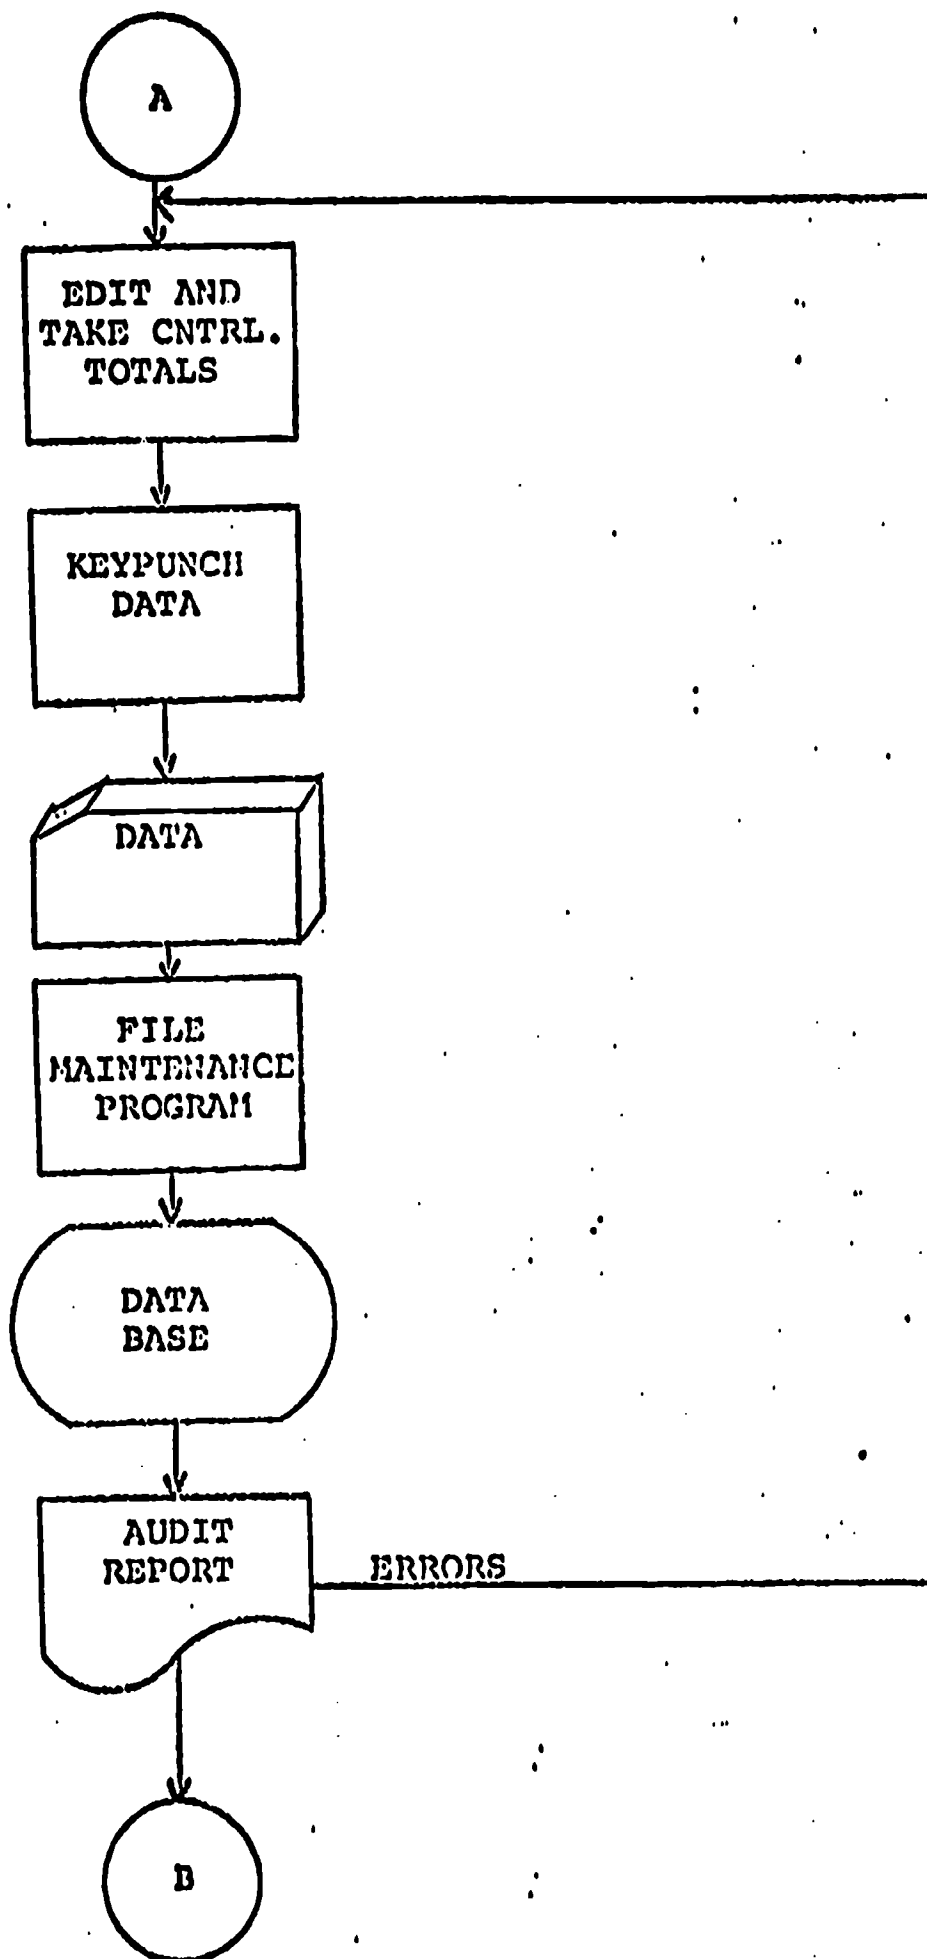 A
EDIT AND
TAKE CNTRL.
TOTALS
KEYPUNCH
DATA
DATA
FILE
MAINTENANCE
PROGRAM
DATA
BASE
AUDIT
REPORT
ERRORS
B